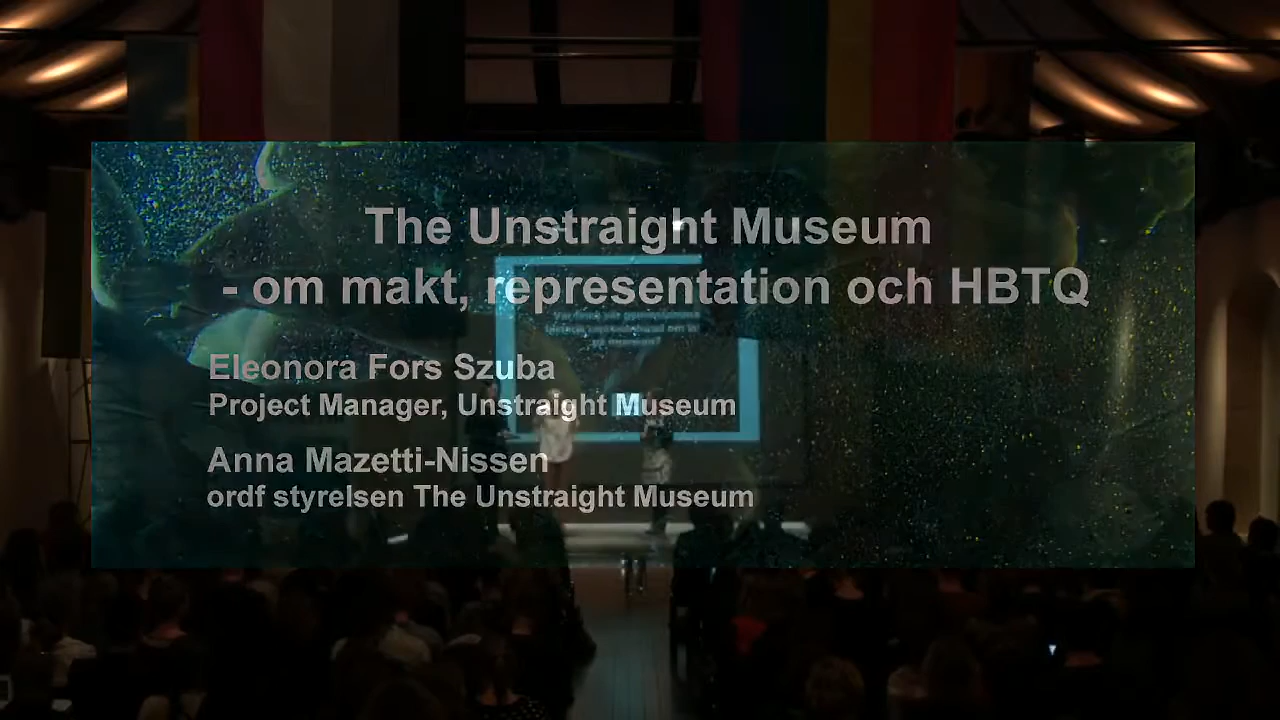 The Unstraight Museum
- om makt, representation och HBTQ
Eleonora Fors Szuba
Project Manager, Unstraight Museum
Anna Mazetti-Nissen
ordf styrelsen The Unstraight Museum